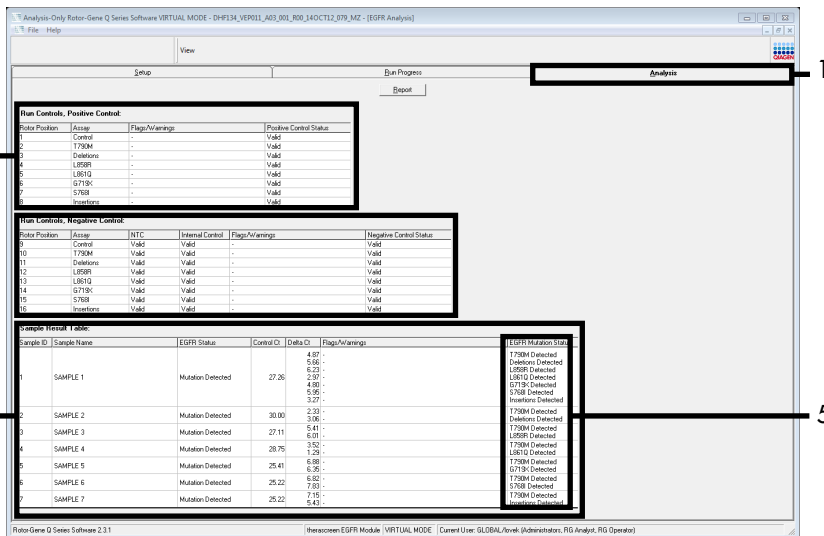 Analysis-Only Rotor-Gene Q Series Software VIRTUAL MODE - DHF134_VEP011_A03_001_R00_14OCT12_079_MZ - [EGFR Analysis]
File Help
View
QIAGEN
Setup Run Progress Analysis
1
Report
Run Controls, Positive Control:
Rotor Position Assay Flags/Warnings Positive Control Status
1 Control - Valid
2 T790M - Valid
3 Deletions - Valid
4 L858R - Valid
5 L861Q - Valid
6 G719X - Valid
7 S768I - Valid
8 Insertions - Valid
Run Controls, Negative Control:
Rotor Position Assay NTC Internal Control Flags/Warnings Negative Control Status
9 Control Valid Valid - Valid
10 T790M Valid Valid - Valid
11 Deletions Valid Valid - Valid
12 L858R Valid Valid - Valid
13 L861Q Valid Valid - Valid
14 G719X Valid Valid - Valid
15 S768I Valid Valid - Valid
16 Insertions Valid Valid - Valid
Sample Result Table:
Sample ID Sample Name EGFR Status Control Ct Delta Ct Flags/Warnings EGFR Mutation Status
4.87 - T790M Detected
5.66 - Deletions Detected
6.23 - L858R Detected
1 SAMPLE 1 Mutation Detected 27.26 2.97 - L861Q Detected
4.80 - G719X Detected
5.95 - S768I Detected
3.27 - Insertions Detected
2 SAMPLE 2 Mutation Detected 30.00 2.33 - T790M Detected
3.06 - Deletions Detected
5
3 SAMPLE 3 Mutation Detected 27.11 5.41 - T790M Detected
6.01 - L858R Detected
4 SAMPLE 4 Mutation Detected 28.75 3.52 - T790M Detected
1.29 - L861Q Detected
5 SAMPLE 5 Mutation Detected 25.41 6.88 - T790M Detected
6.35 - G719X Detected
6 SAMPLE 6 Mutation Detected 25.22 6.82 - T790M Detected
7.83 - S768I Detected
7 SAMPLE 7 Mutation Detected 25.22 7.15 - T790M Detected
5.43 - Insertions Detected
Rotor-Gene Q Series Software 2.3.1 therascreen EGFR Module VIRTUAL MODE Current User: GLOBAL/lovek (Administrators, RG Analyst, RG Operator)